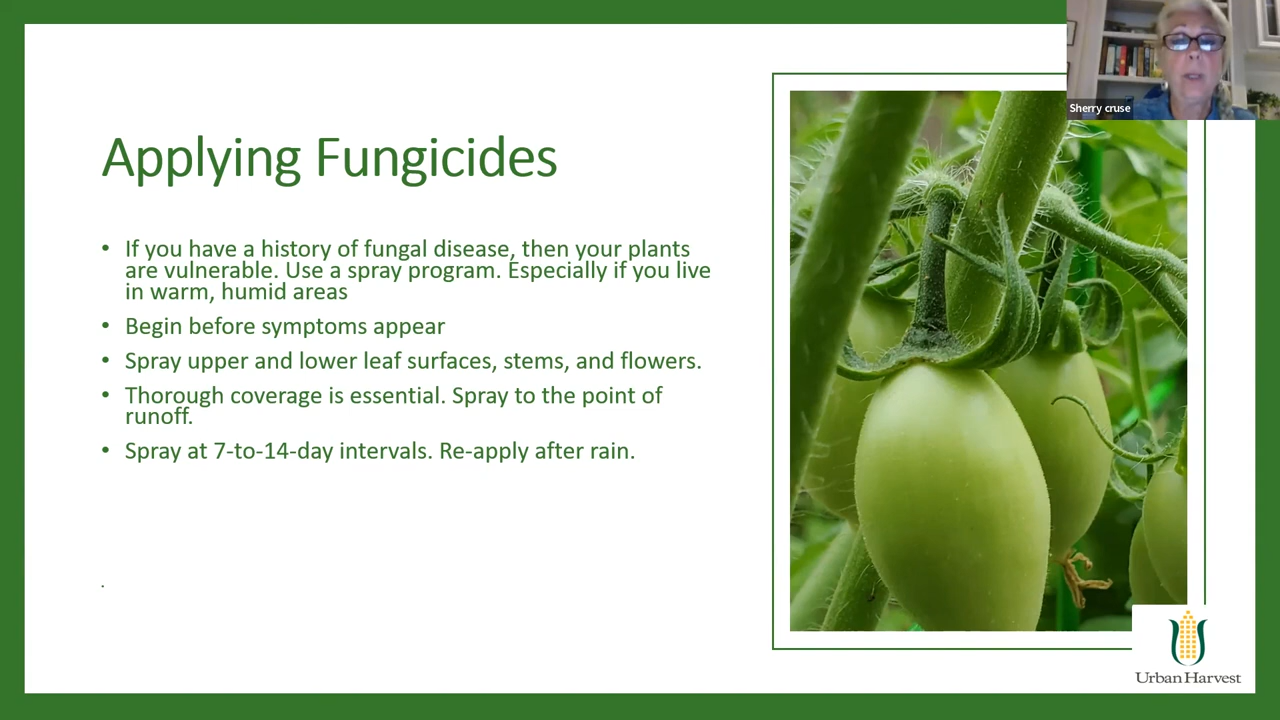 Sherry cruse
Applying Fungicides
• If you have a history of fungal disease, then your plants
are vulnerable. Use a spray program. Especially if you live
in warm, humid areas
• Begin before symptoms appear
• Spray upper and lower leaf surfaces, stems, and flowers.
• Thorough coverage is essential. Spray to the point of
runoff.
• Spray at 7-to-14-day intervals. Re-apply after rain.
.
Urban Harvest